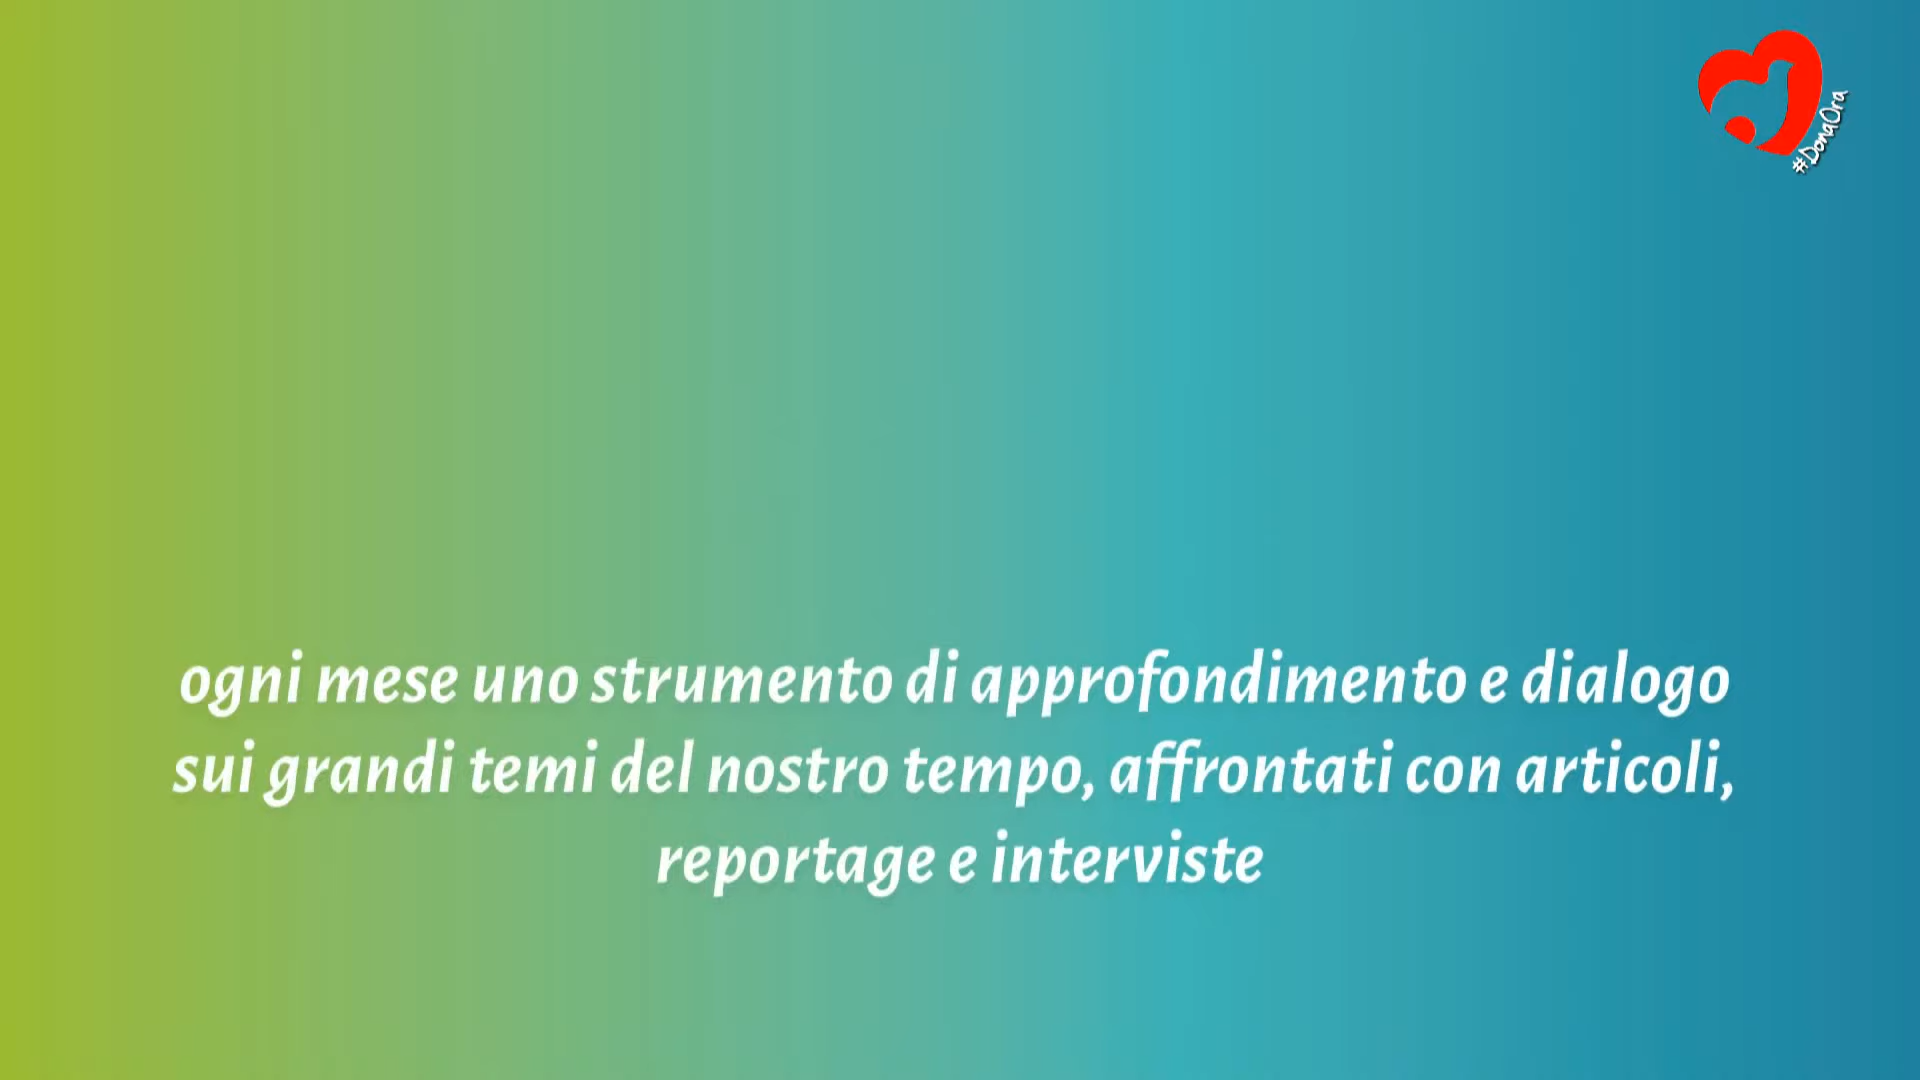 #DonaOra
ogni mese uno strumento di approfondimento e dialogo
sui grandi temi del nostro tempo, affrontati con articoli,
reportage e interviste